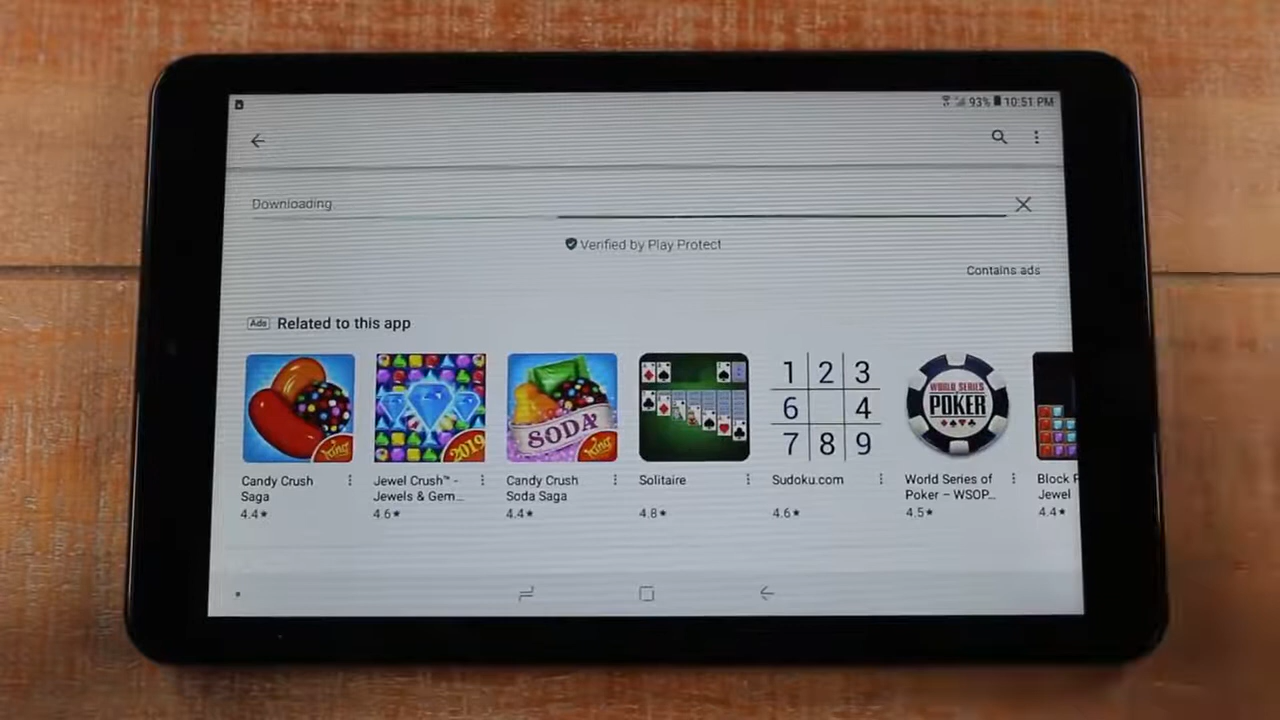 93% 10:51 PM
Downloading
Verified by Play Protect
Contains ads
Ads Related to this app
king
2019
SODA
king
1 2 3
6 4
7 8 9
WORLD SERIES
POKER
Candy Crush
Saga
4.4★
Jewel Crush™ -
Jewels & Gem...
4.6★
Candy Crush
Soda Saga
4.4★
Solitaire
4.8★
Sudoku.com
4.6★
World Series of
Poker – WSOP...
4.5★
Block
Jewel
4.4★